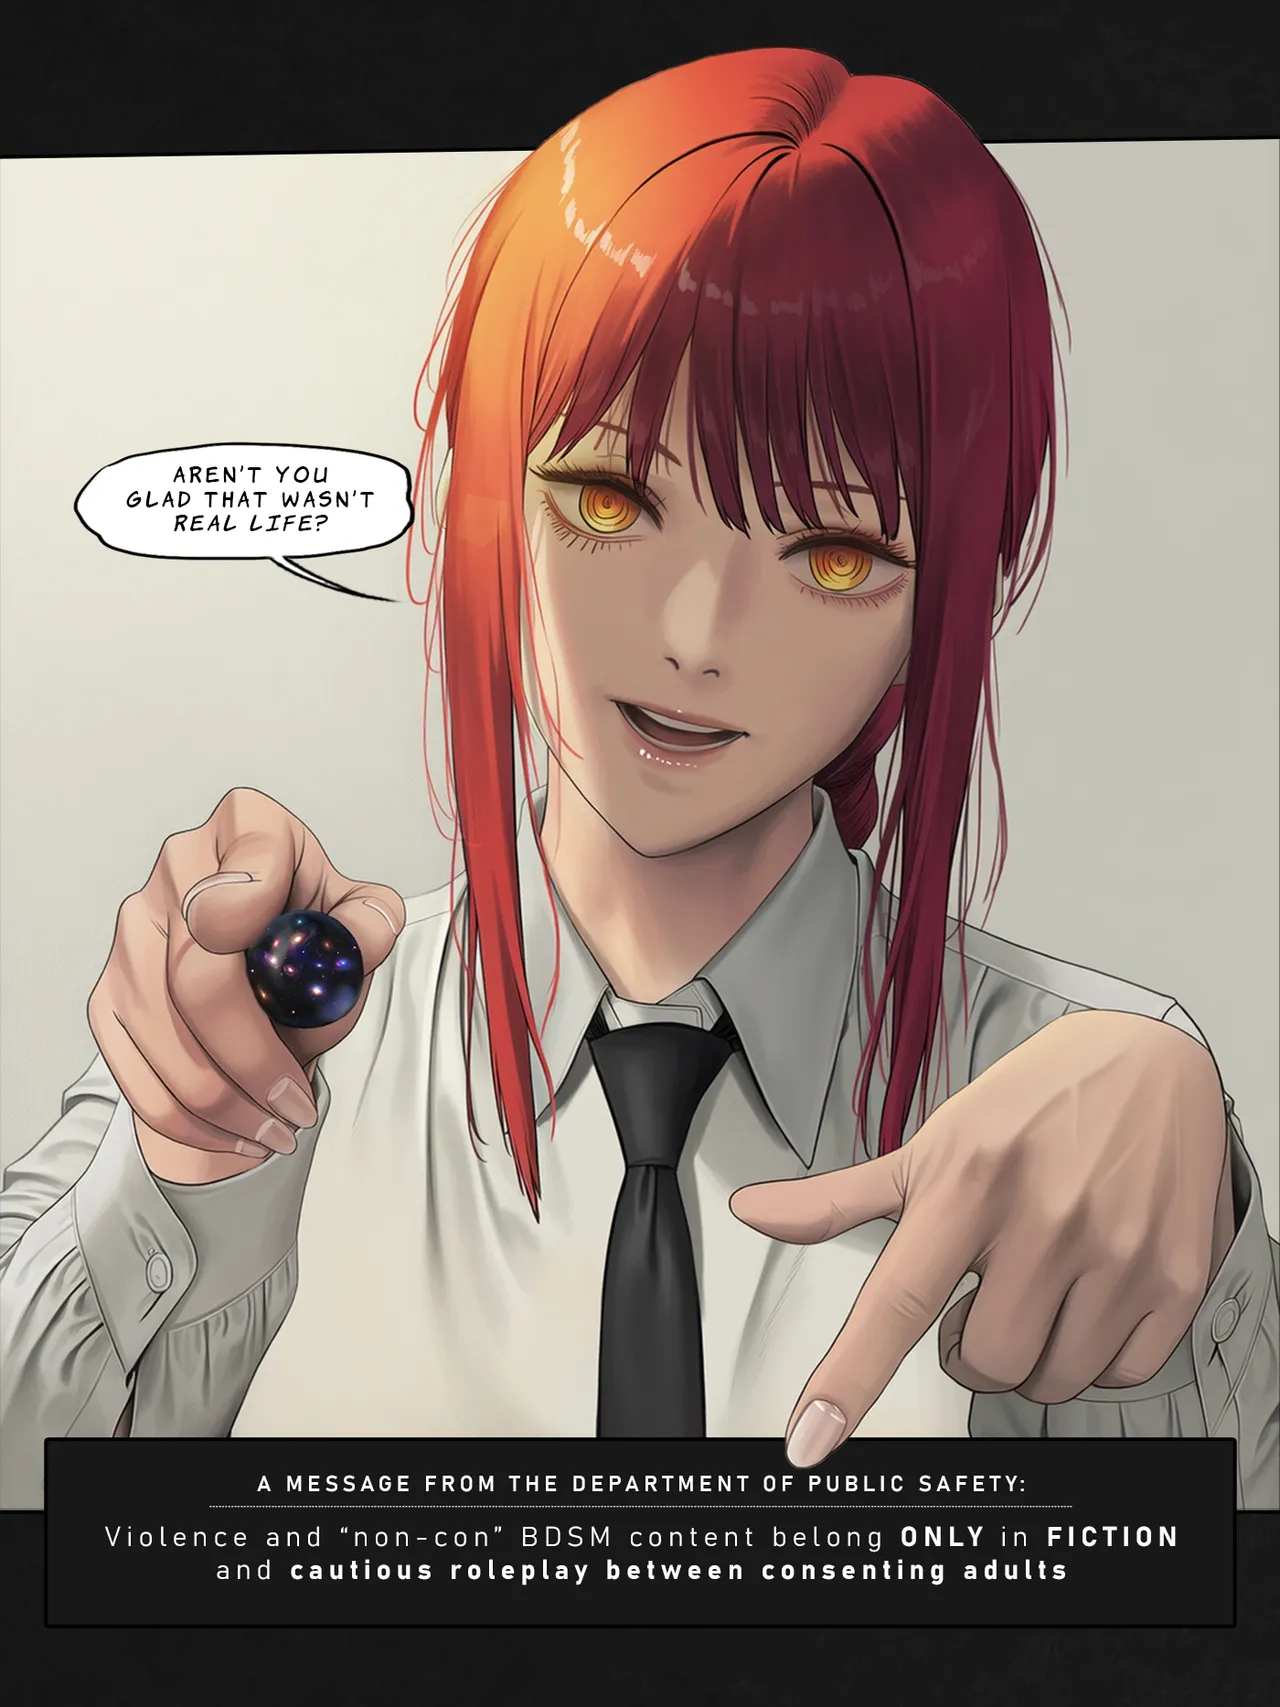 AREN'T YOU
GLAD THAT WASN'T
REAL LIFE?
A MESSAGE FROM THE DEPARTMENT OF PUBLIC SAFETY:
Violence and “non-con” BDSM content belong ONLY in FICTION
and cautious roleplay between consenting adults